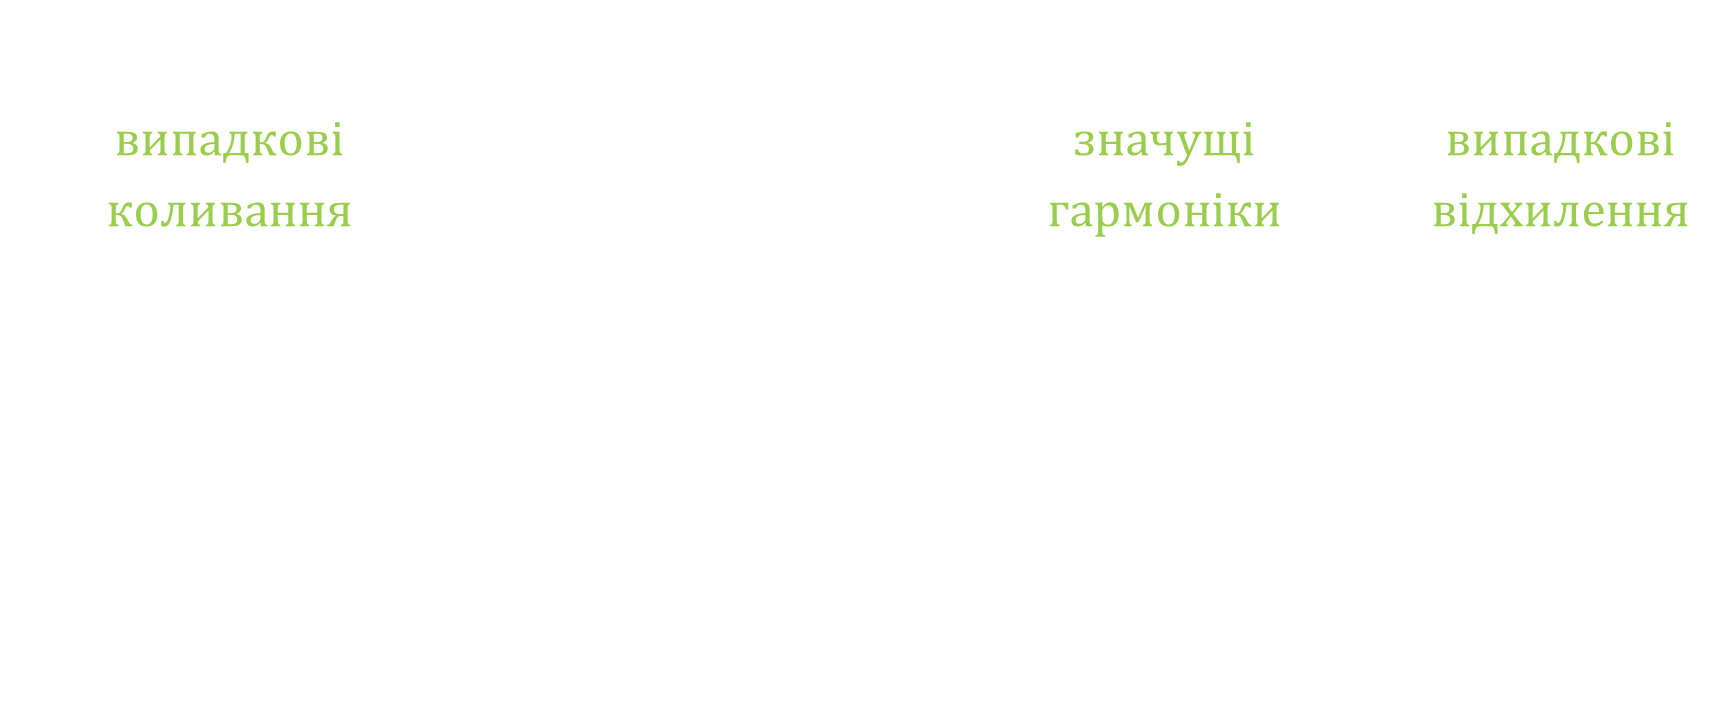 випадкові значущі випадкові
коливання гармоніки відхилення